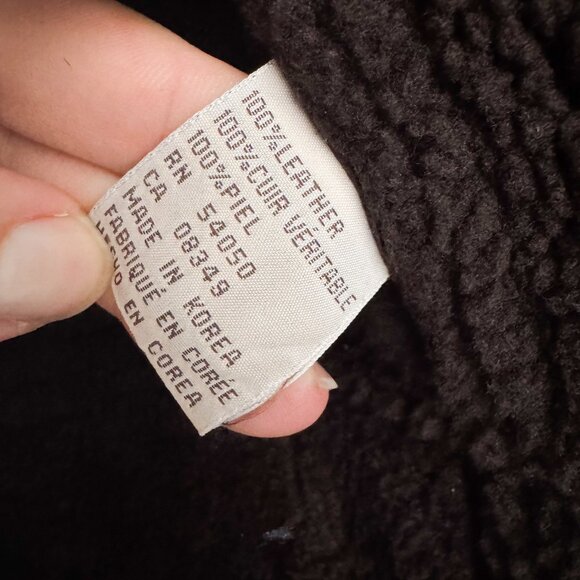 100% LEATHER
100% CUIR VÉRITABLE
100% PIEL
RN 54050
CA 08349
MADE IN KOREA
FABRIQUÉ EN CORÉE
HECHO EN COREA